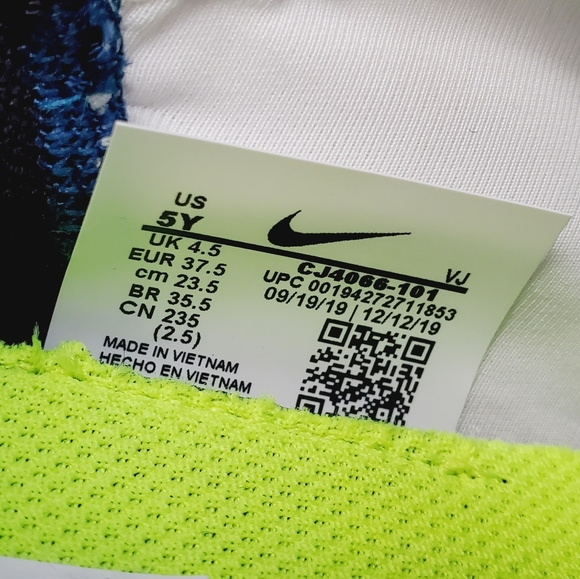 US
5Y
UK 4.5
EUR 37.5
cm 23.5
BR 35.5
CN 235
(2.5)
MADE IN VIETNAM
HECHO EN VIETNAM
VJ
CJ4066-101
UPC 00194272711853
09/19/19 | 12/12/19